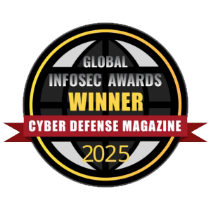 GLOBAL
INFOSEC AWARDS
WINNER
CYBER DEFENSE MAGAZINE
2025